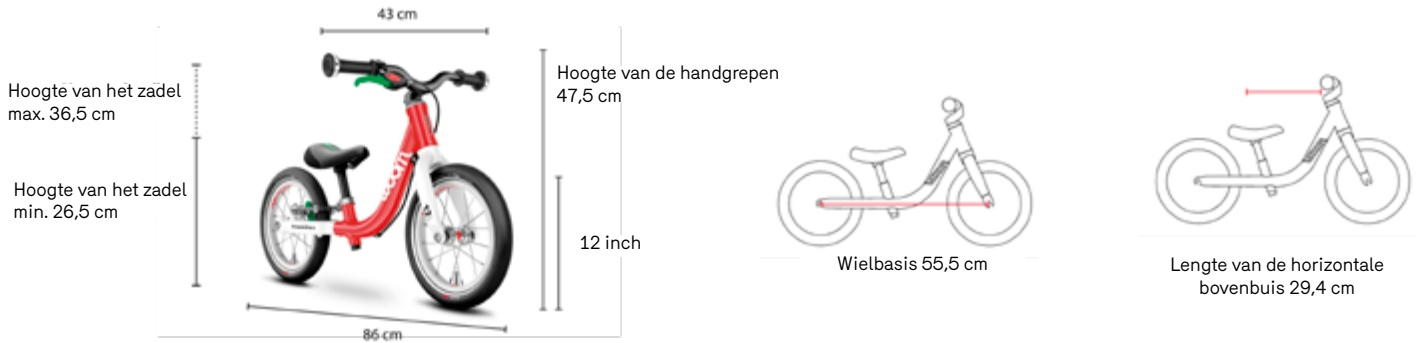 43 cm
Hoogte van het zadel
max. 36,5 cm
Hoogte van het zadel
min. 26,5 cm
Hoogte van de handgrepen
47,5 cm
12 inch
86 cm
woom
Wielbasis 55,5 cm
Lengte van de horizontale
bovenbuis 29,4 cm